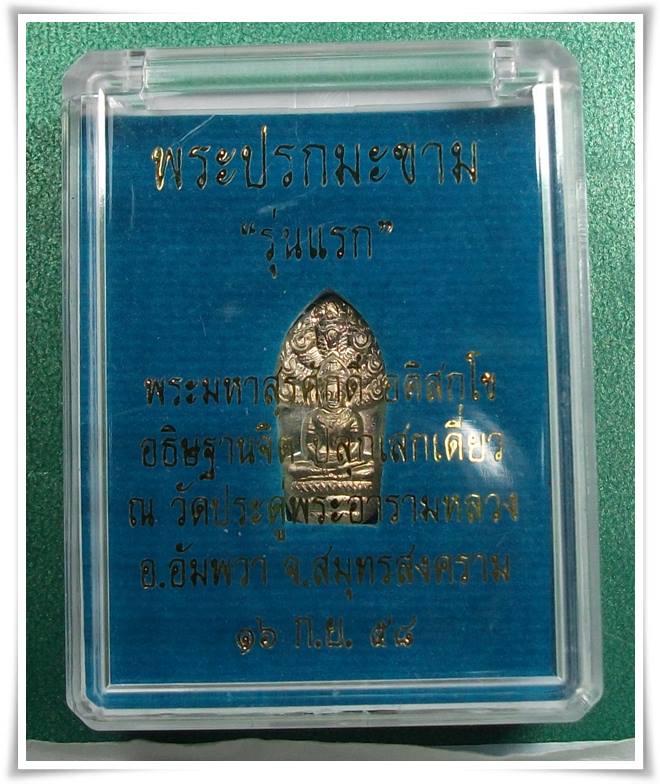 พระปรกมะขาม
“รุ่นแรก”
พระมหาสุรศักดิ์ อติสกฺโข
อธิษฐานจิต ปลุกเสกเดี่ยว
ณ วัดประดู่พระอารามหลวง
อ.อัมพวา จ.สมุทรสงคราม
๑๖ ก.ย. ๕๘